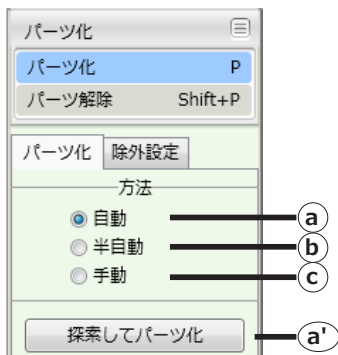 パーツ化
パーツ化 P
パーツ解除 Shift+P
パーツ化 除外設定
方法
自動 a
半自動 b
手動 c
探索してパーツ化 a'